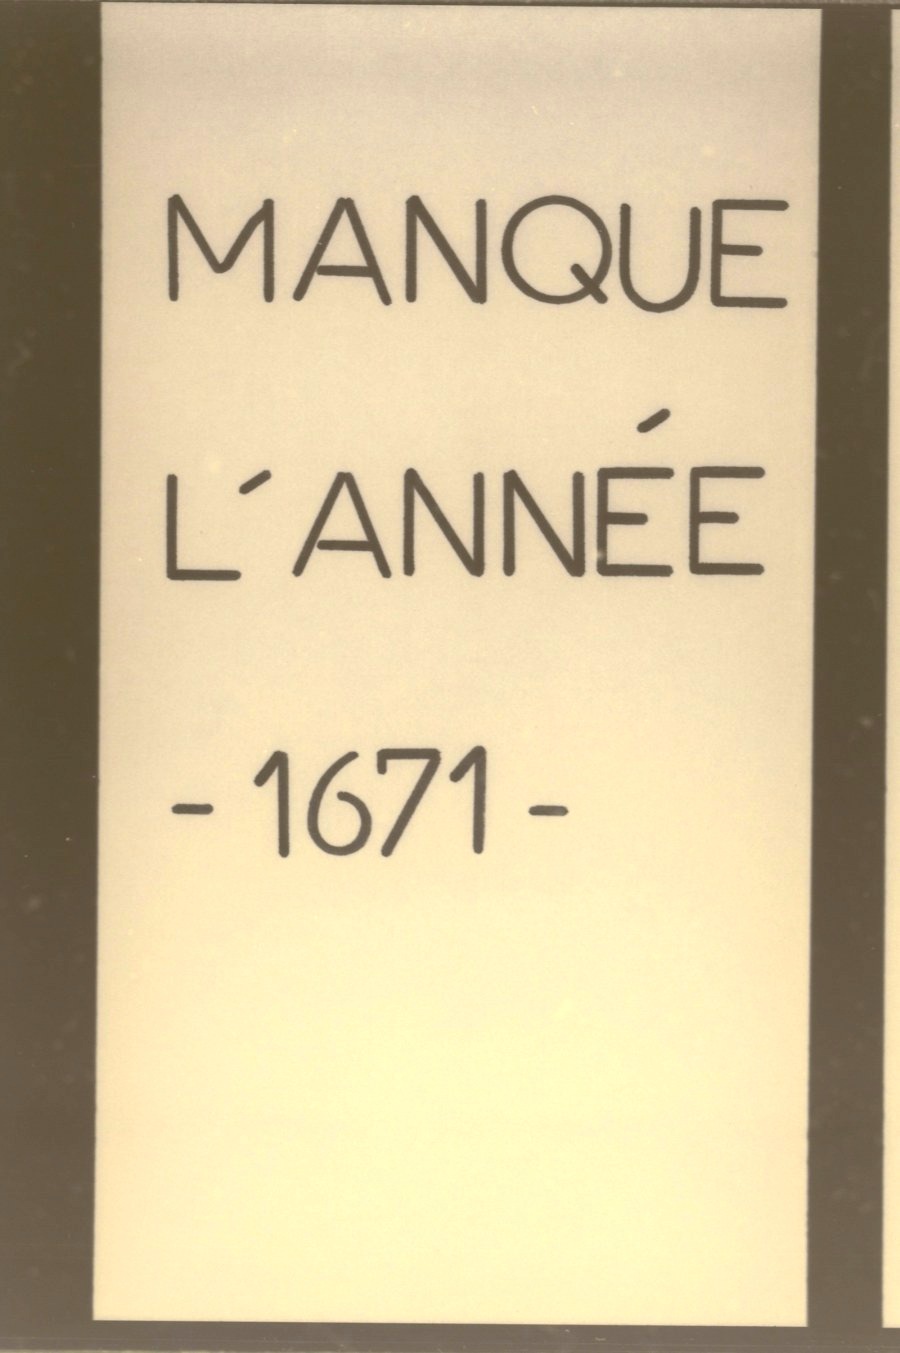 MANQUE
L'ANNÉE
- 1671 -